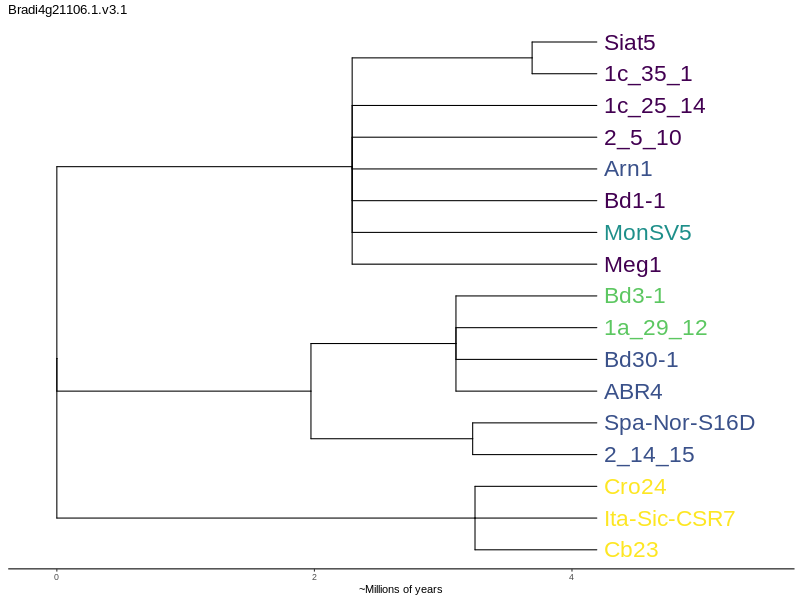 Bradi4g21106.1.v3.1
Siat5
1c_35_1
1c_25_14
2_5_10
Arn1
Bd1-1
MonSV5
Meg1
Bd3-1
1a_29_12
Bd30-1
ABR4
Spa-Nor-S16D
2_14_15
Cro24
Ita-Sic-CSR7
Cb23
0 2 4
~Millions of years